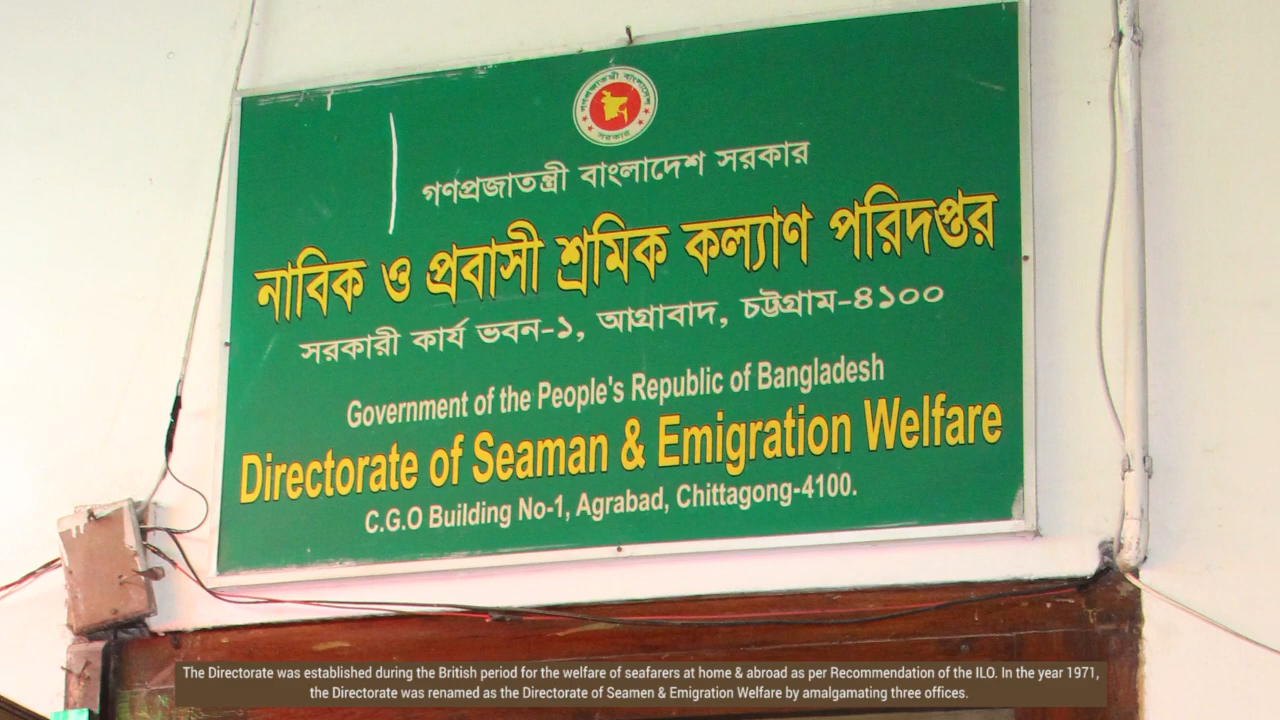 গণপ্রজাতন্ত্রী বাংলাদেশ
সরকার
গণপ্রজাতন্ত্রী বাংলাদেশ সরকার
নাবিক ও প্রবাসী শ্রমিক কল্যাণ পরিদপ্তর
সরকারী কার্য ভবন-১, আগ্রাবাদ, চট্টগ্রাম-৪১০০
Government of the People's Republic of Bangladesh
Directorate of Seaman & Emigration Welfare
C.G.O Building No-1, Agrabad, Chittagong-4100.
The Directorate was established during the British period for the welfare of seafarers at home & abroad as per Recommendation of the ILO. In the year 1971,
the Directorate was renamed as the Directorate of Seamen & Emigration Welfare by amalgamating three offices.